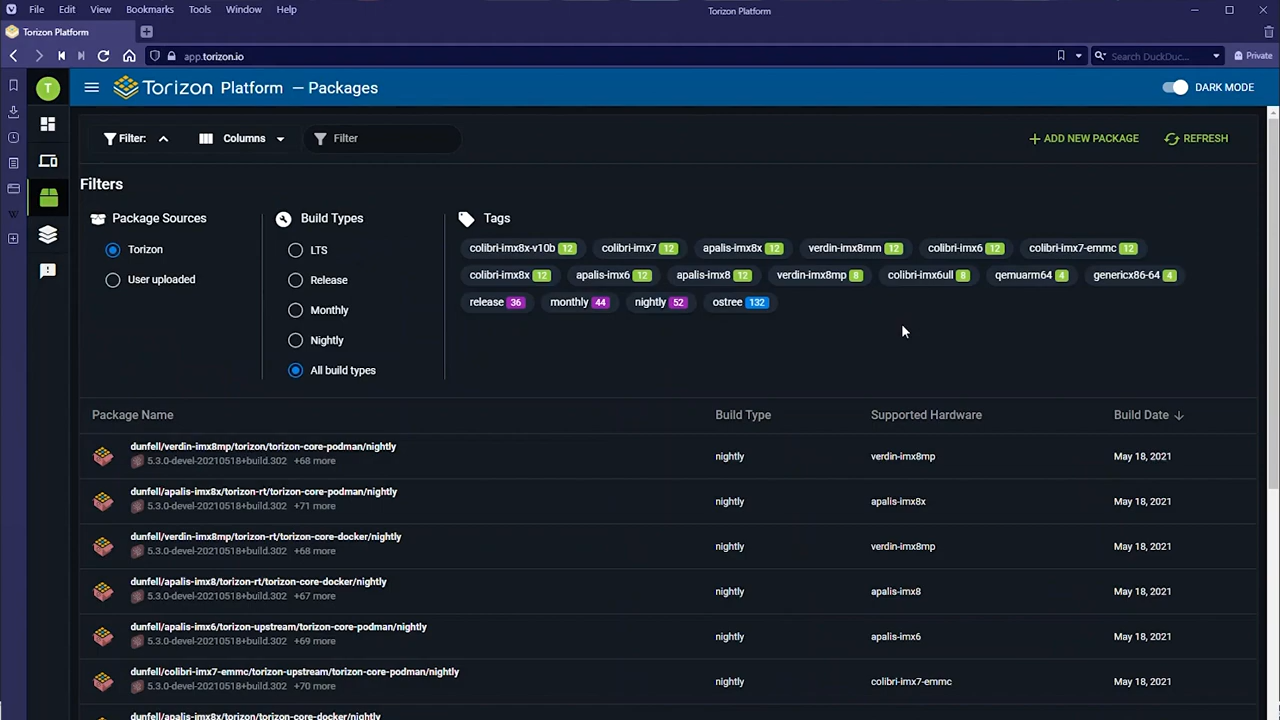 File Edit View Bookmarks Tools Window Help
Torizon Platform
Torizon Platform
app.torizon.io
Search DuckDuc...
Private
T
Torizon Platform — Packages
DARK MODE
Filter:
Columns
Filter
ADD NEW PACKAGE
REFRESH
Filters
Package Sources
Build Types
Tags
Torizon
User uploaded
LTS
Release
Monthly
Nightly
All build types
colibri-imx8x-v10b 12 colibri-imx7 12 apalis-imx8x 12 verdin-imx8mm 12 colibri-imx6 12 colibri-imx7-emmc 12
colibri-imx8x 12 apalis-imx6 12 apalis-imx8 12 verdin-imx8mp 8 colibri-imx6ull 8 qemuarm64 4 genericx86-64 4
release 36 monthly 44 nightly 52 ostree 132
Package Name Build Type Supported Hardware Build Date
dunfell/verdin-imx8mp/torizon/torizon-core-podman/nightly
5.3.0-devel-20210518+build.302 +68 more
nightly verdin-imx8mp May 18, 2021
dunfell/apalis-imx8x/torizon-rt/torizon-core-podman/nightly
5.3.0-devel-20210518+build.302 +71 more
nightly apalis-imx8x May 18, 2021
dunfell/verdin-imx8mp/torizon-rt/torizon-core-docker/nightly
5.3.0-devel-20210518+build.302 +68 more
nightly verdin-imx8mp May 18, 2021
dunfell/apalis-imx8/torizon-rt/torizon-core-docker/nightly
5.3.0-devel-20210518+build.302 +67 more
nightly apalis-imx8 May 18, 2021
dunfell/apalis-imx6/torizon-upstream/torizon-core-podman/nightly
5.3.0-devel-20210518+build.302 +69 more
nightly apalis-imx6 May 18, 2021
dunfell/colibri-imx7-emmc/torizon-upstream/torizon-core-podman/nightly
5.3.0-devel-20210518+build.302 +70 more
nightly colibri-imx7-emmc May 18, 2021
dunfell/apalis-imx8x/torizon/torizon-core-docker/nightly